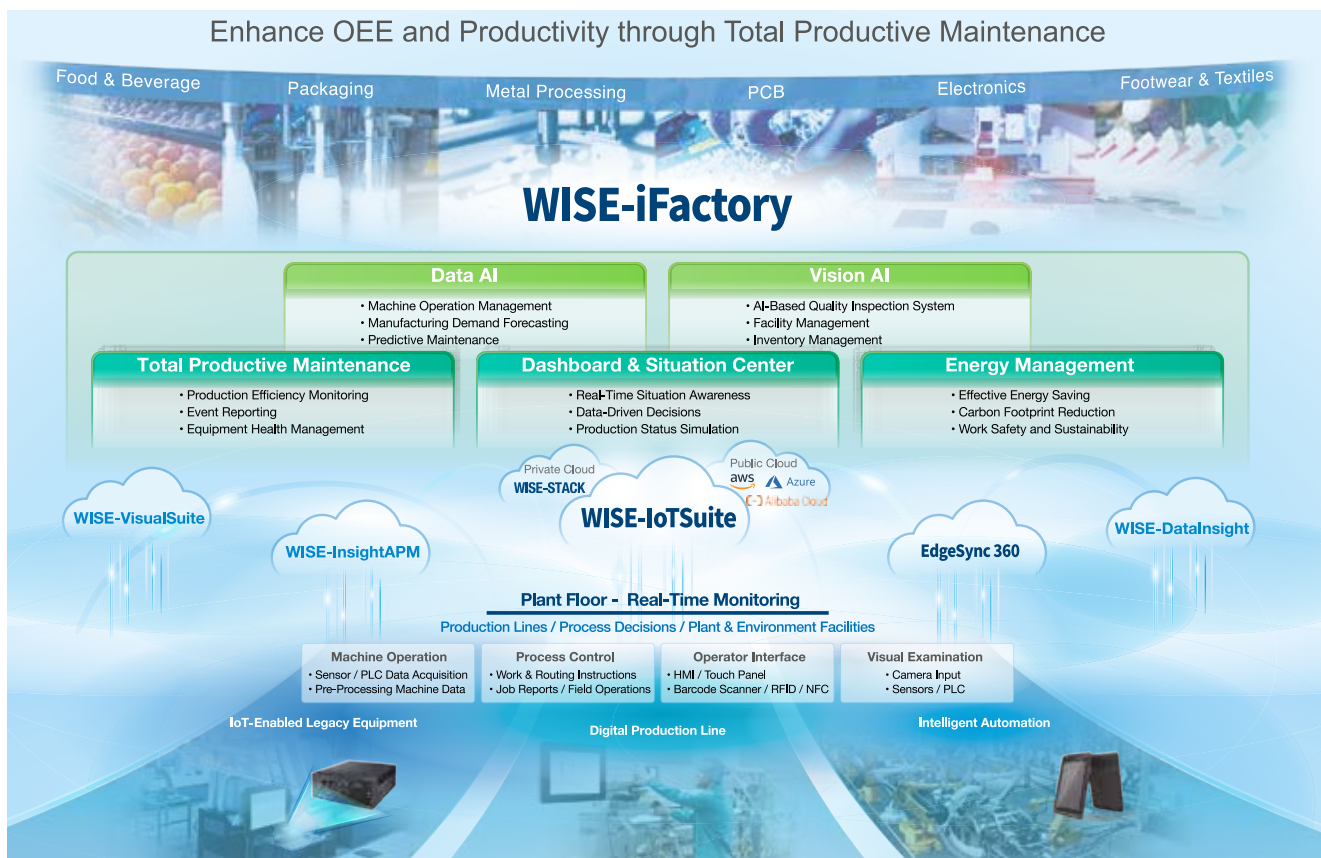 Enhance OEE and Productivity through Total Productive Maintenance
Food & Beverage
Packaging
Metal Processing
PCB
Electronics
Footwear & Textiles
WISE-iFactory
Data AI
• Machine Operation Management
• Manufacturing Demand Forecasting
• Predictive Maintenance
Vision AI
• AI-Based Quality Inspection System
• Facility Management
• Inventory Management
Total Productive Maintenance
• Production Efficiency Monitoring
• Event Reporting
• Equipment Health Management
Dashboard & Situation Center
• Real-Time Situation Awareness
• Data-Driven Decisions
• Production Status Simulation
Energy Management
• Effective Energy Saving
• Carbon Footprint Reduction
• Work Safety and Sustainability
Private Cloud
WISE-STACK
Public Cloud
aws
Azure
Alibaba Cloud
WISE-VisualSuite
WISE-InsightAPM
WISE-IoTSuite
EdgeSync 360
WISE-DataInsight
Plant Floor - Real-Time Monitoring
Production Lines / Process Decisions / Plant & Environment Facilities
Machine Operation
• Sensor / PLC Data Acquisition
• Pre-Processing Machine Data
Process Control
• Work & Routing Instructions
• Job Reports / Field Operations
Operator Interface
• HMI / Touch Panel
• Barcode Scanner / RFID / NFC
Visual Examination
• Camera Input
• Sensors / PLC
IoT-Enabled Legacy Equipment
Digital Production Line
Intelligent Automation